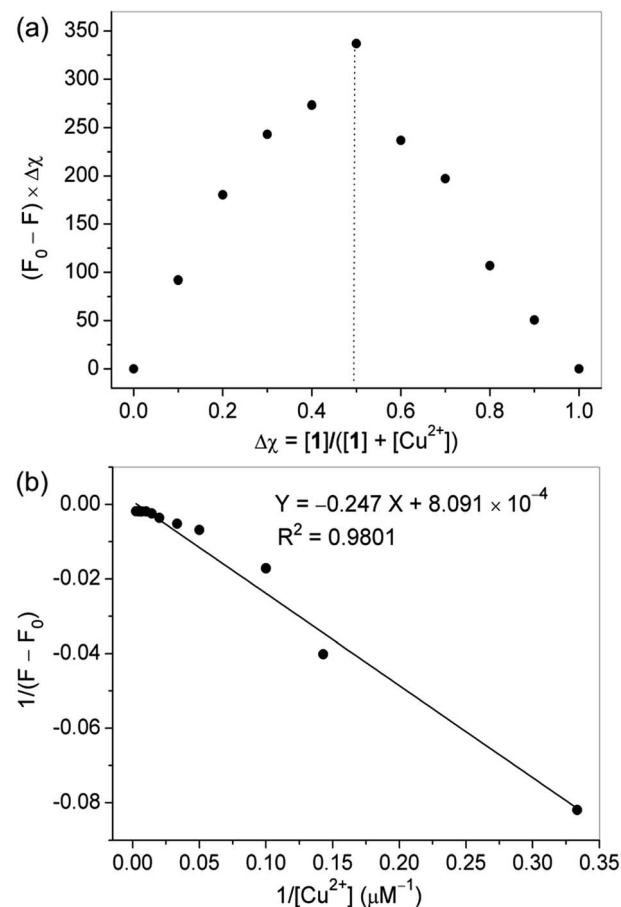 (a)
350
300
250
200
150
100
50
0
(F₀ − F) × Δχ
0.0 0.2 0.4 0.6 0.8 1.0
Δχ = [1]/([1] + [Cu²⁺])
(b)
Y = −0.247 X + 8.091 × 10⁻⁴
R² = 0.9801
0.00
-0.02
-0.04
-0.06
-0.08
1/(F − F₀)
0.00 0.05 0.10 0.15 0.20 0.25 0.30 0.35
1/[Cu²⁺] (μM⁻¹)